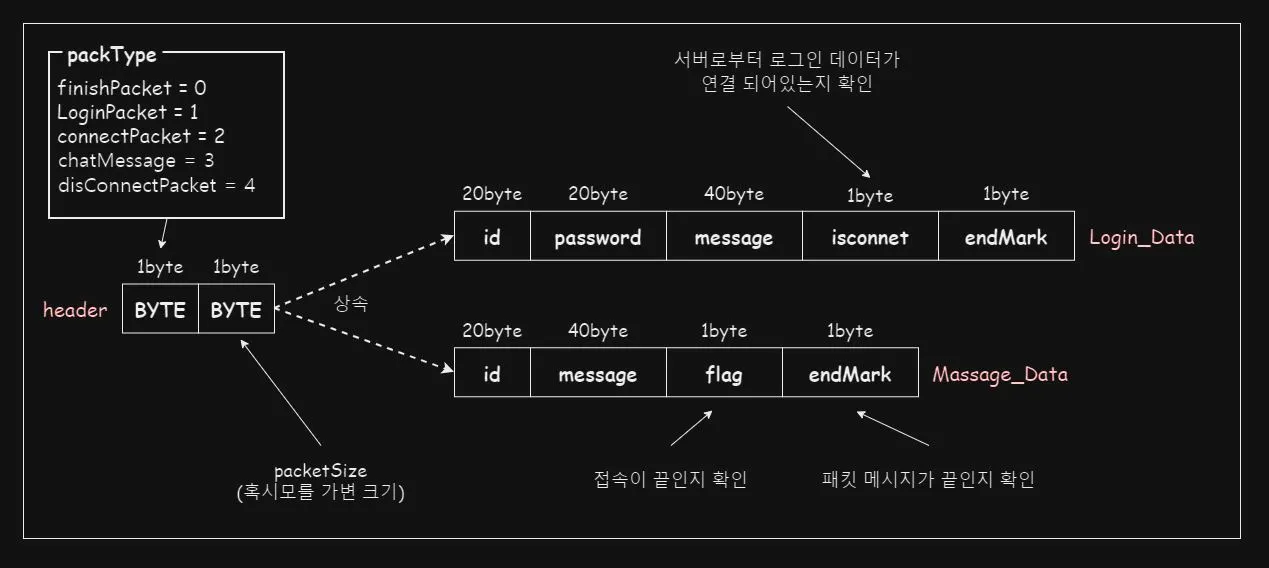 packType
finishPacket = 0
LoginPacket = 1
connectPacket = 2
chatMessage = 3
disConnectPacket = 4
서버로부터 로그인 데이터가
연결 되어있는지 확인
20byte 20byte 40byte 1byte 1byte
id password message isconnet endMark Login_Data
1byte 1byte
header BYTE BYTE
상속
20byte 40byte 1byte 1byte
id message flag endMark Massage_Data
packetSize
(혹시모를 가변 크기)
접속이 끝인지 확인
패킷 메시지가 끝인지 확인